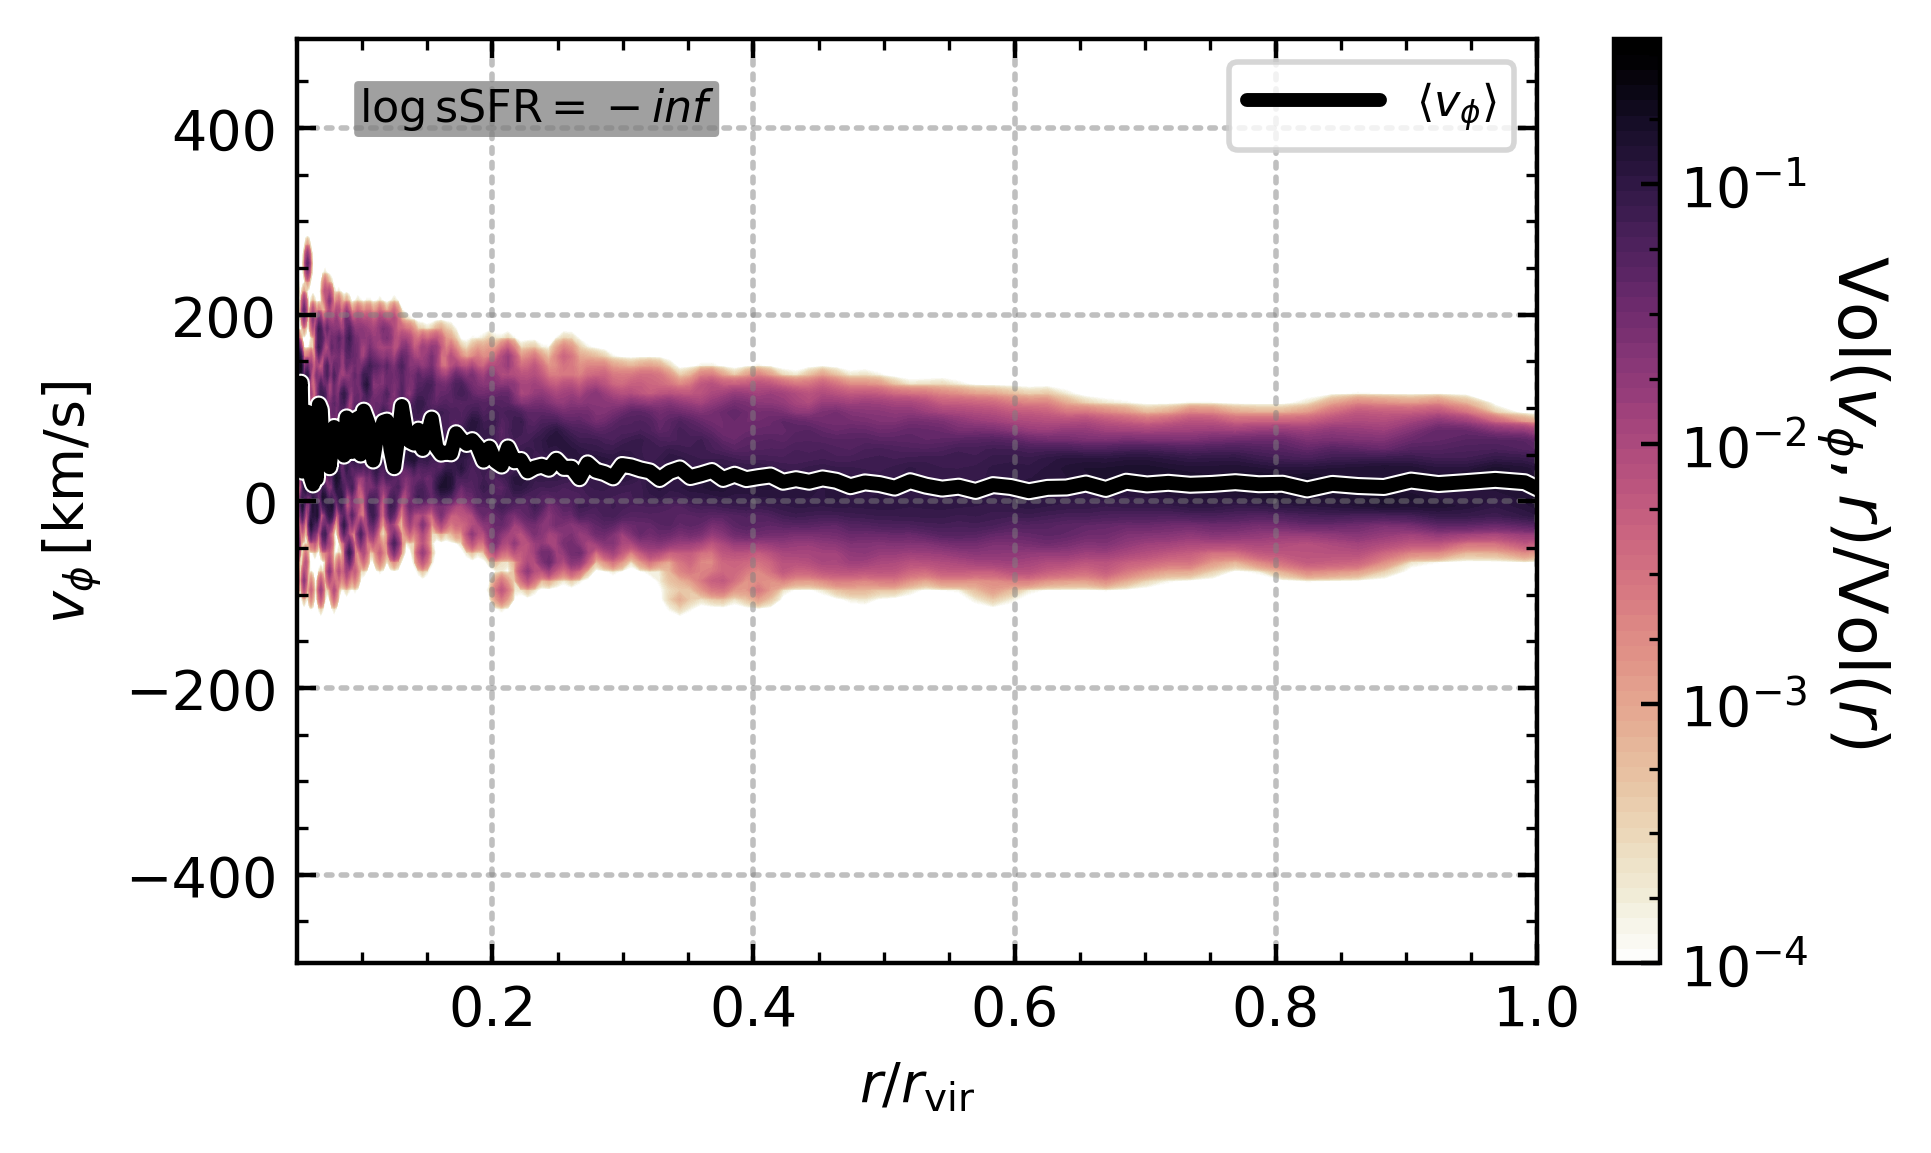 log sSFR = −inf
⟨v_ϕ⟩
400
200
0
−200
−400
v_ϕ [km/s]
0.2 0.4 0.6 0.8 1.0
r/r_vir
10^−1
10^−2
10^−3
10^−4
Vol(v_ϕ, r)/Vol(r)